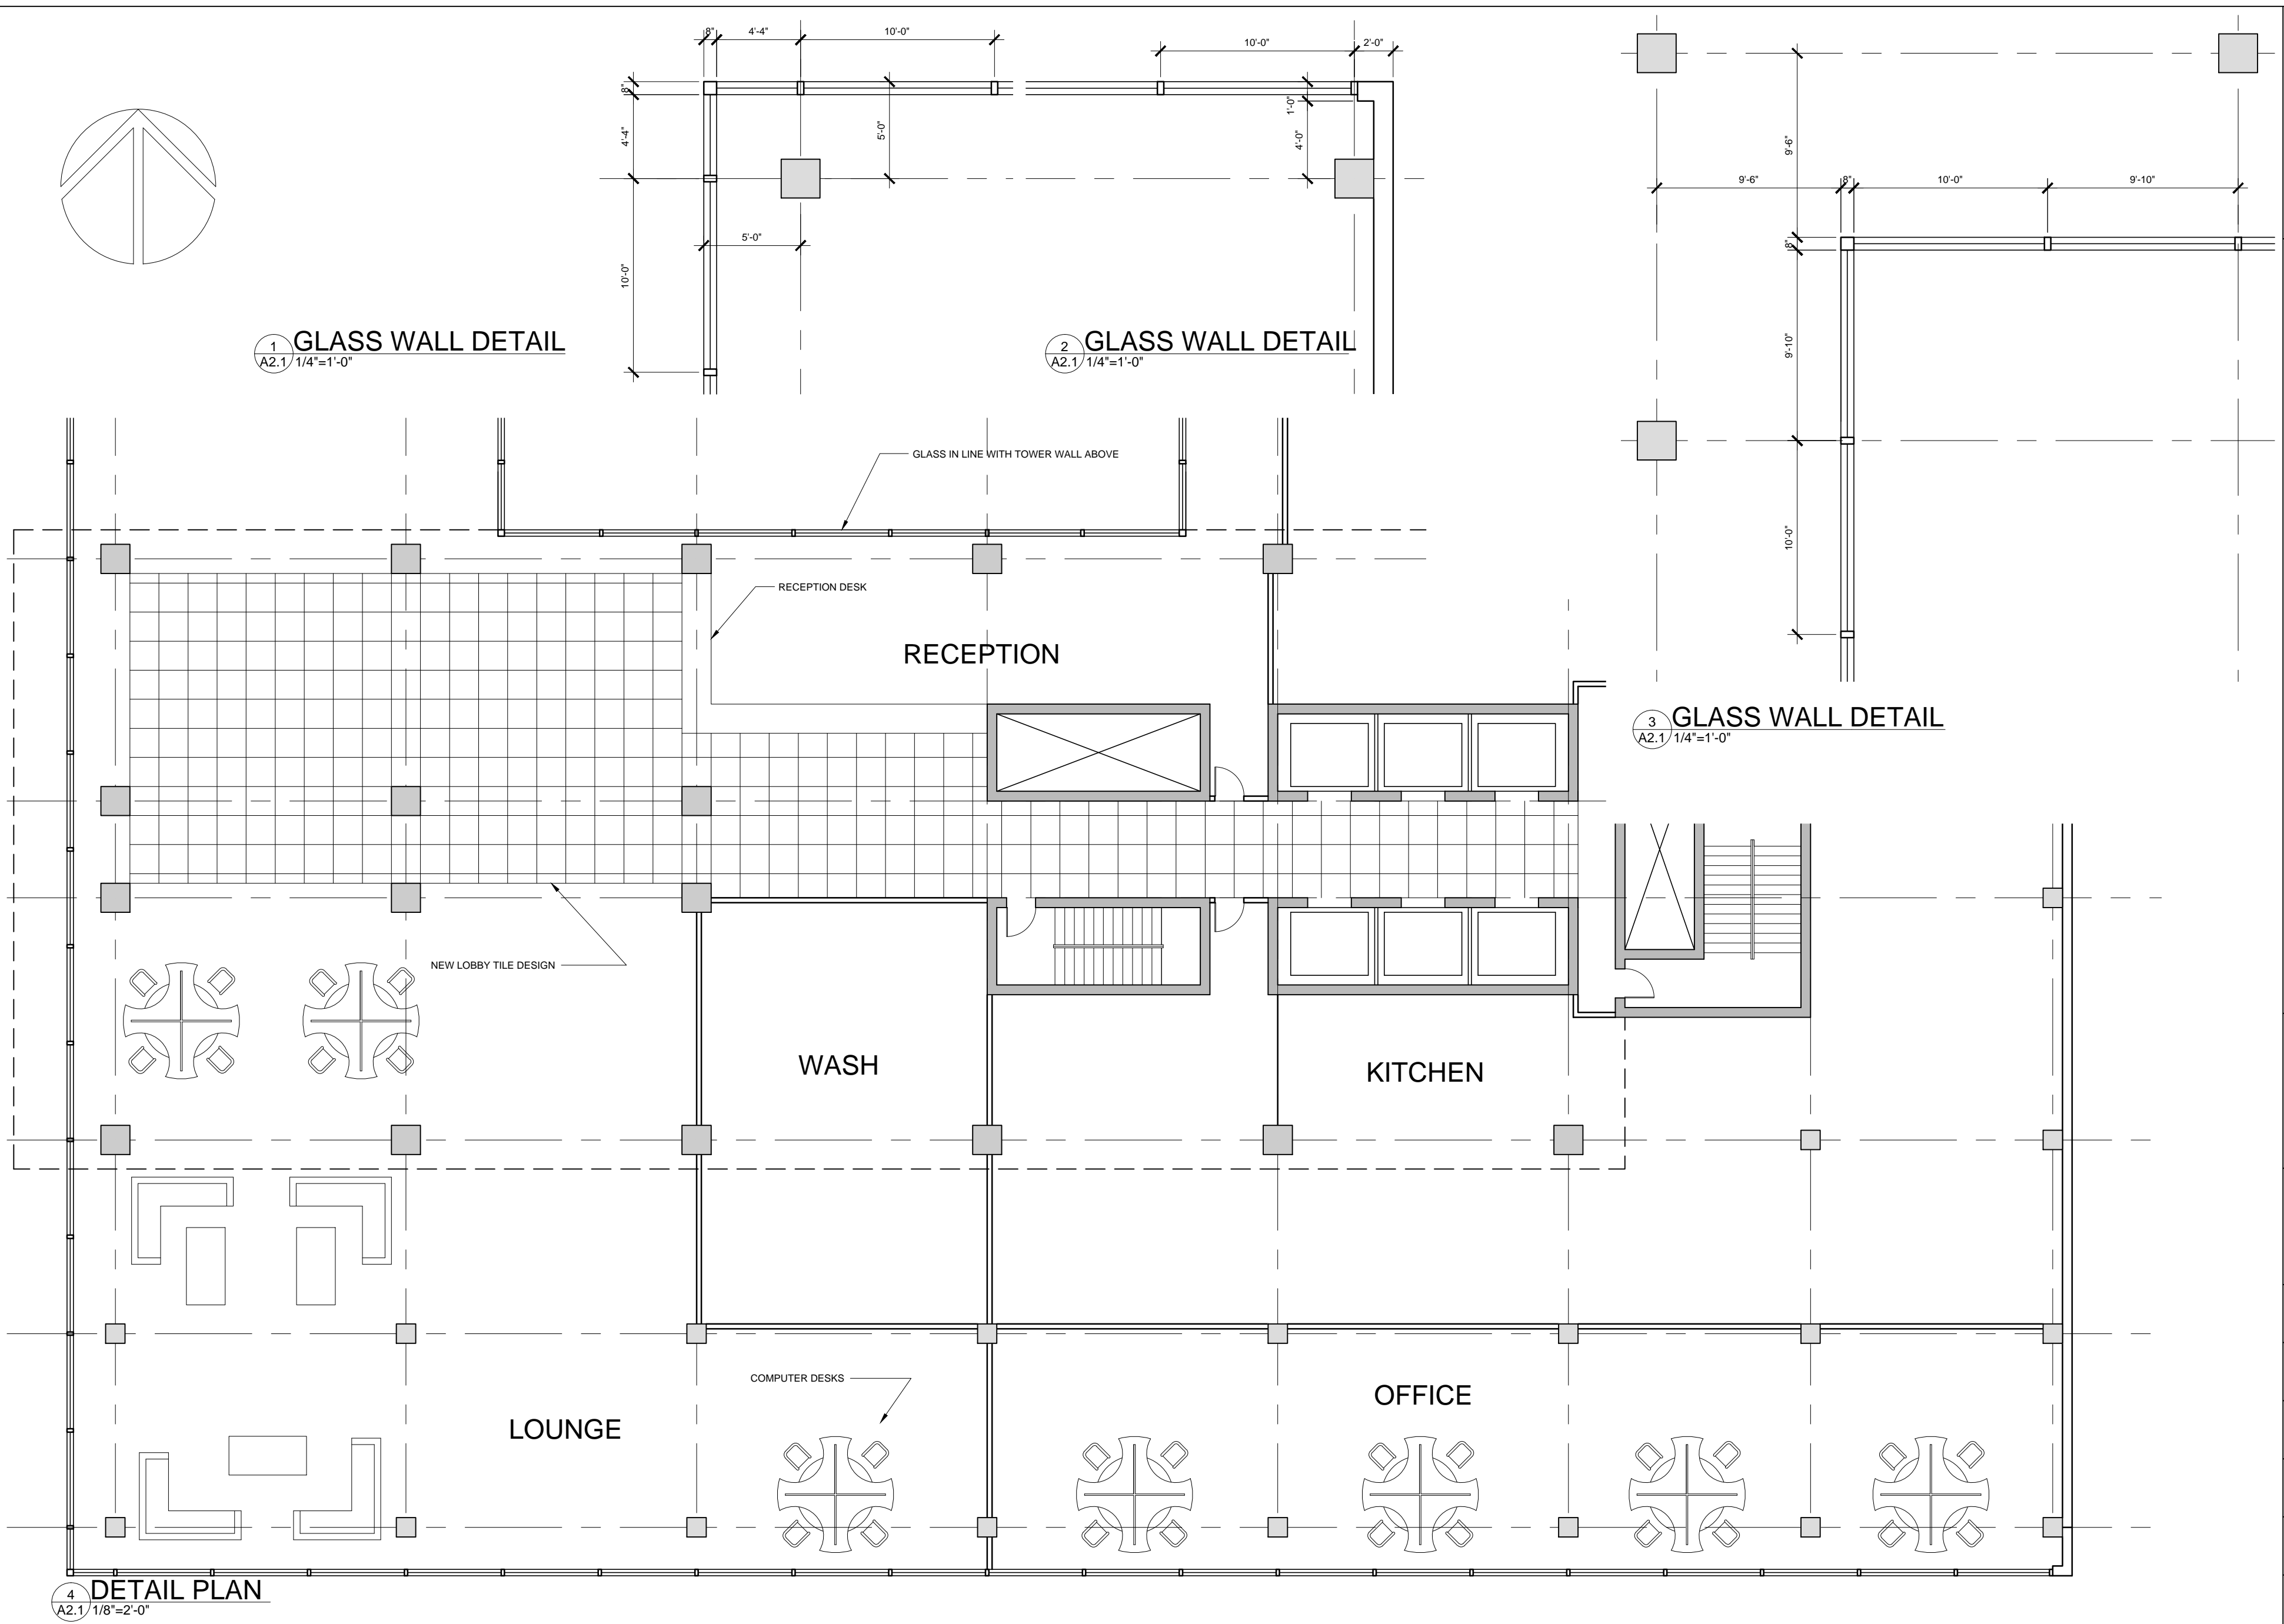 8"
4'-4"
10'-0"
10'-0"
2'-0"
8"
4'-4"
10'-0"
5'-0"
5'-0"
1'-0"
4'-0"
9'-6"
9'-6"
8"
10'-0"
9'-10"
8"
9'-10"
10'-0"
1
A2.1
GLASS WALL DETAIL
1/4"=1'-0"
2
A2.1
GLASS WALL DETAIL
1/4"=1'-0"
GLASS IN LINE WITH TOWER WALL ABOVE
RECEPTION DESK
RECEPTION
3
A2.1
GLASS WALL DETAIL
1/4"=1'-0"
NEW LOBBY TILE DESIGN
WASH
KITCHEN
COMPUTER DESKS
OFFICE
LOUNGE
4
A2.1
DETAIL PLAN
1/8"=2'-0"